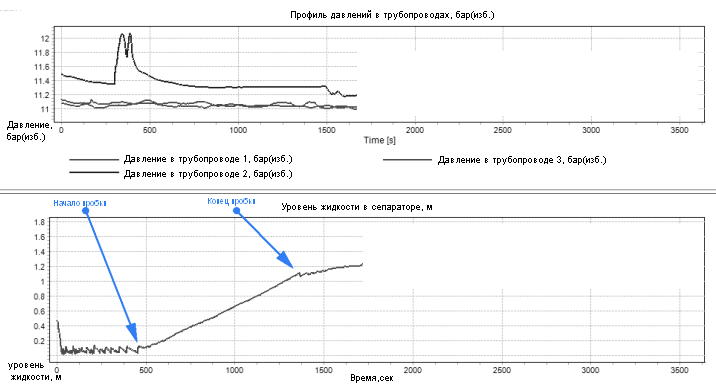 Профиль давлений в трубопроводах, бар(изб.)
12
11.8
11.6
11.4
11.2
11
Давление,
бар(изб.)
0 500 1000 1500 2000 2500 3000 3500
Time [s]
Давление в трубопроводе 1, бар(изб.)
Давление в трубопроводе 3, бар(изб.)
Давление в трубопроводе 2, бар(изб.)
Начало пробки
Конец пробки
Уровень жидкости в сепараторе, м
1.8
1.6
1.4
1.2
1
0.8
0.6
0.4
0.2
уровень
жидкости, м
0 500 1000 1500 2000 2500 3000 3500
Время,сек